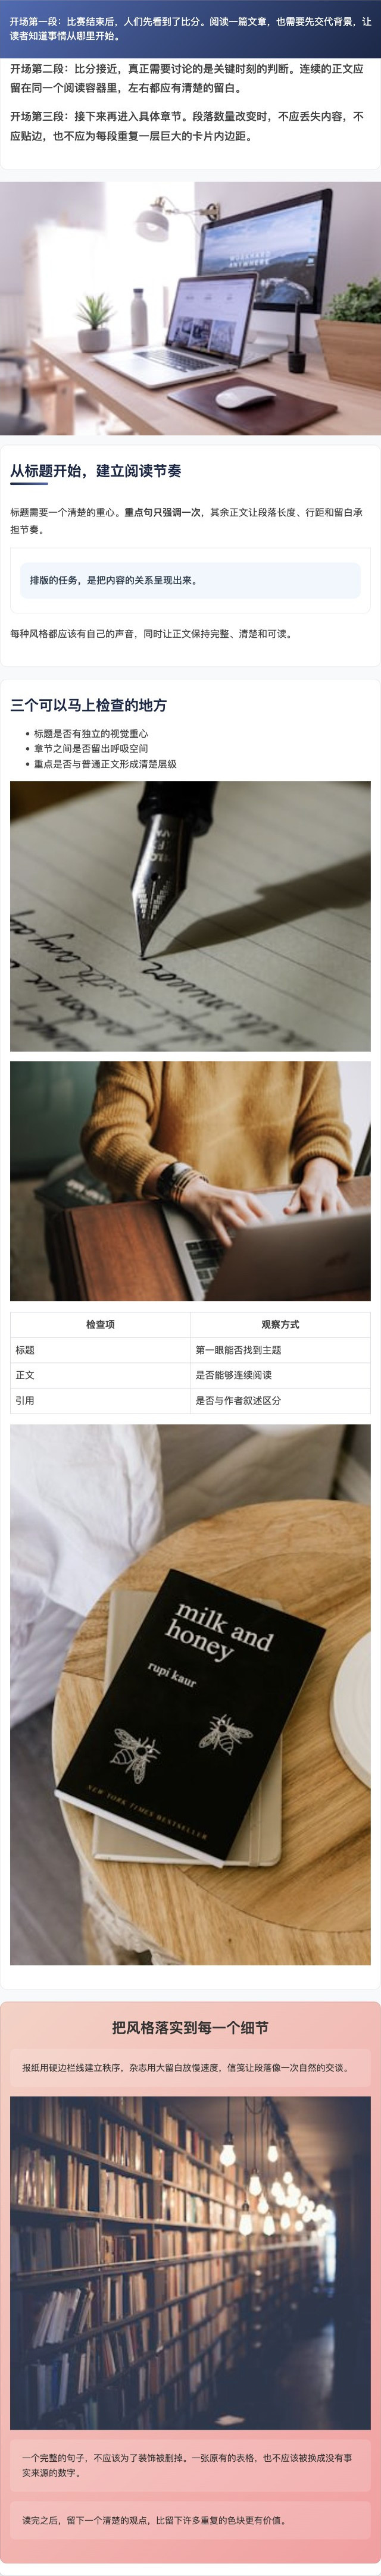 开场第一段：比赛结束后，人们先看到了比分。阅读一篇文章，也需要先交代背景，让
读者知道事情从哪里开始。
开场第二段：比分接近，真正需要讨论的是关键时刻的判断。连续的正文应
留在同一个阅读容器里，左右都应有清楚的留白。
开场第三段：接下来再进入具体章节。段落数量改变时，不应丢失内容，不
应贴边，也不应为每段重复一层巨大的卡片内边距。
从标题开始，建立阅读节奏
标题需要一个清楚的重心。重点句只强调一次，其余正文让段落长度、行距和留白承
担节奏。
排版的任务，是把内容的关系呈现出来。
每种风格都应该有自己的声音，同时让正文保持完整、清楚和可读。
三个可以马上检查的地方
• 标题是否有独立的视觉重心
• 章节之间是否留出呼吸空间
• 重点是否与普通正文形成清楚层级
检查项 观察方式
标题 第一眼能否找到主题
正文 是否能够连续阅读
引用 是否与作者叙述区分
milk and
honey
rupi kaur
NEW YORK TIMES BESTSELLER
把风格落实到每一个细节
报纸用硬边栏线建立秩序，杂志用大留白放慢速度，信笺让段落像一次自然的交谈。
一个完整的句子，不应该为了装饰被删掉。一张原有的表格，也不应该被换成没有事
实来源的数字。
读完之后，留下一个清楚的观点，比留下许多重复的色块更有价值。